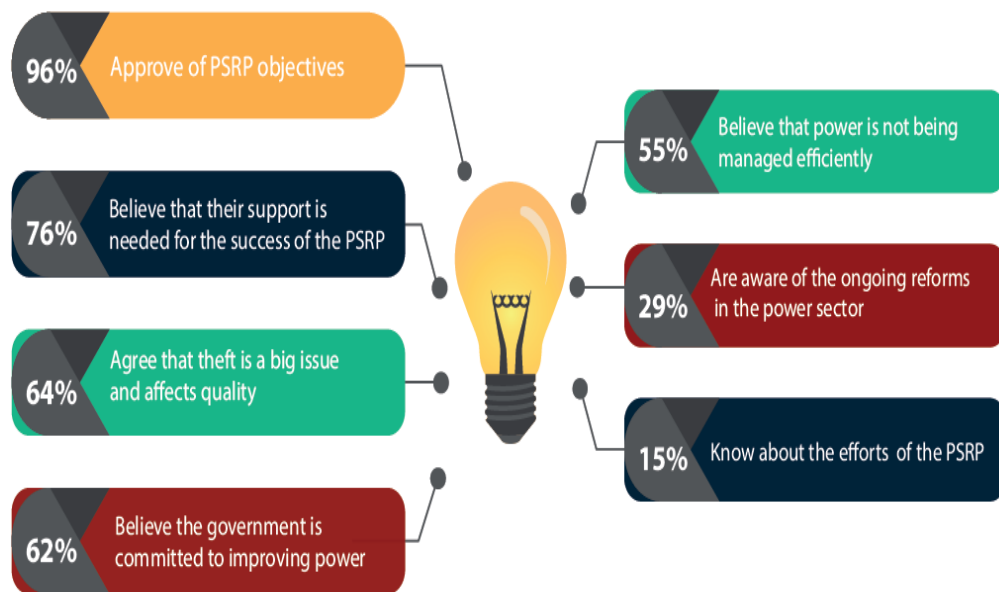 96%
Approve of PSRP objectives
76%
Believe that their support is
needed for the success of the PSRP
64%
Agree that theft is a big issue
and affects quality
62%
Believe the government is
committed to improving power
55%
Believe that power is not being
managed efficiently
29%
Are aware of the ongoing reforms
in the power sector
15%
Know about the efforts of the PSRP